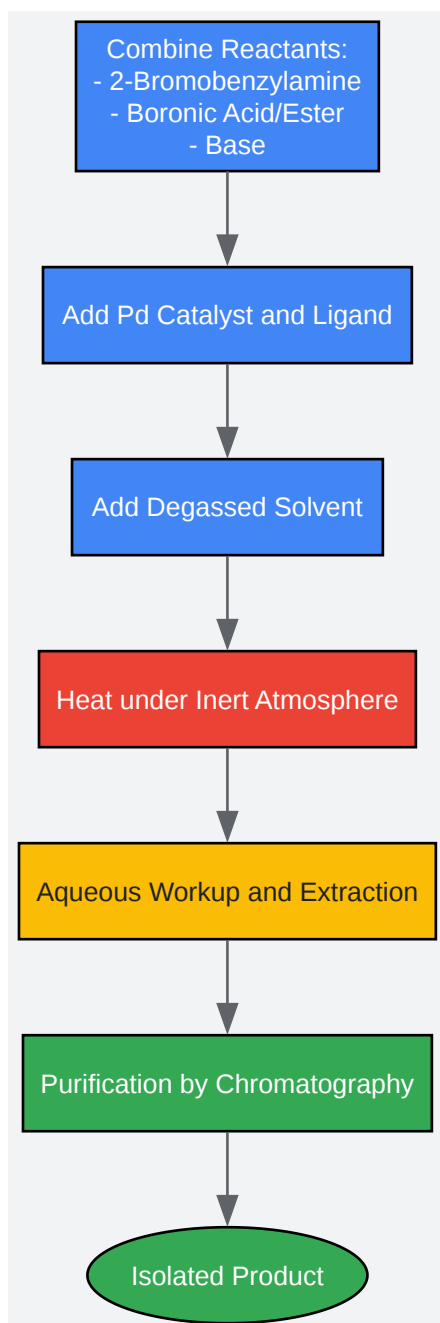 Combine Reactants:
- 2-Bromobenzylamine
- Boronic Acid/Ester
- Base
Add Pd Catalyst and Ligand
Add Degassed Solvent
Heat under Inert Atmosphere
Aqueous Workup and Extraction
Purification by Chromatography
Isolated Product